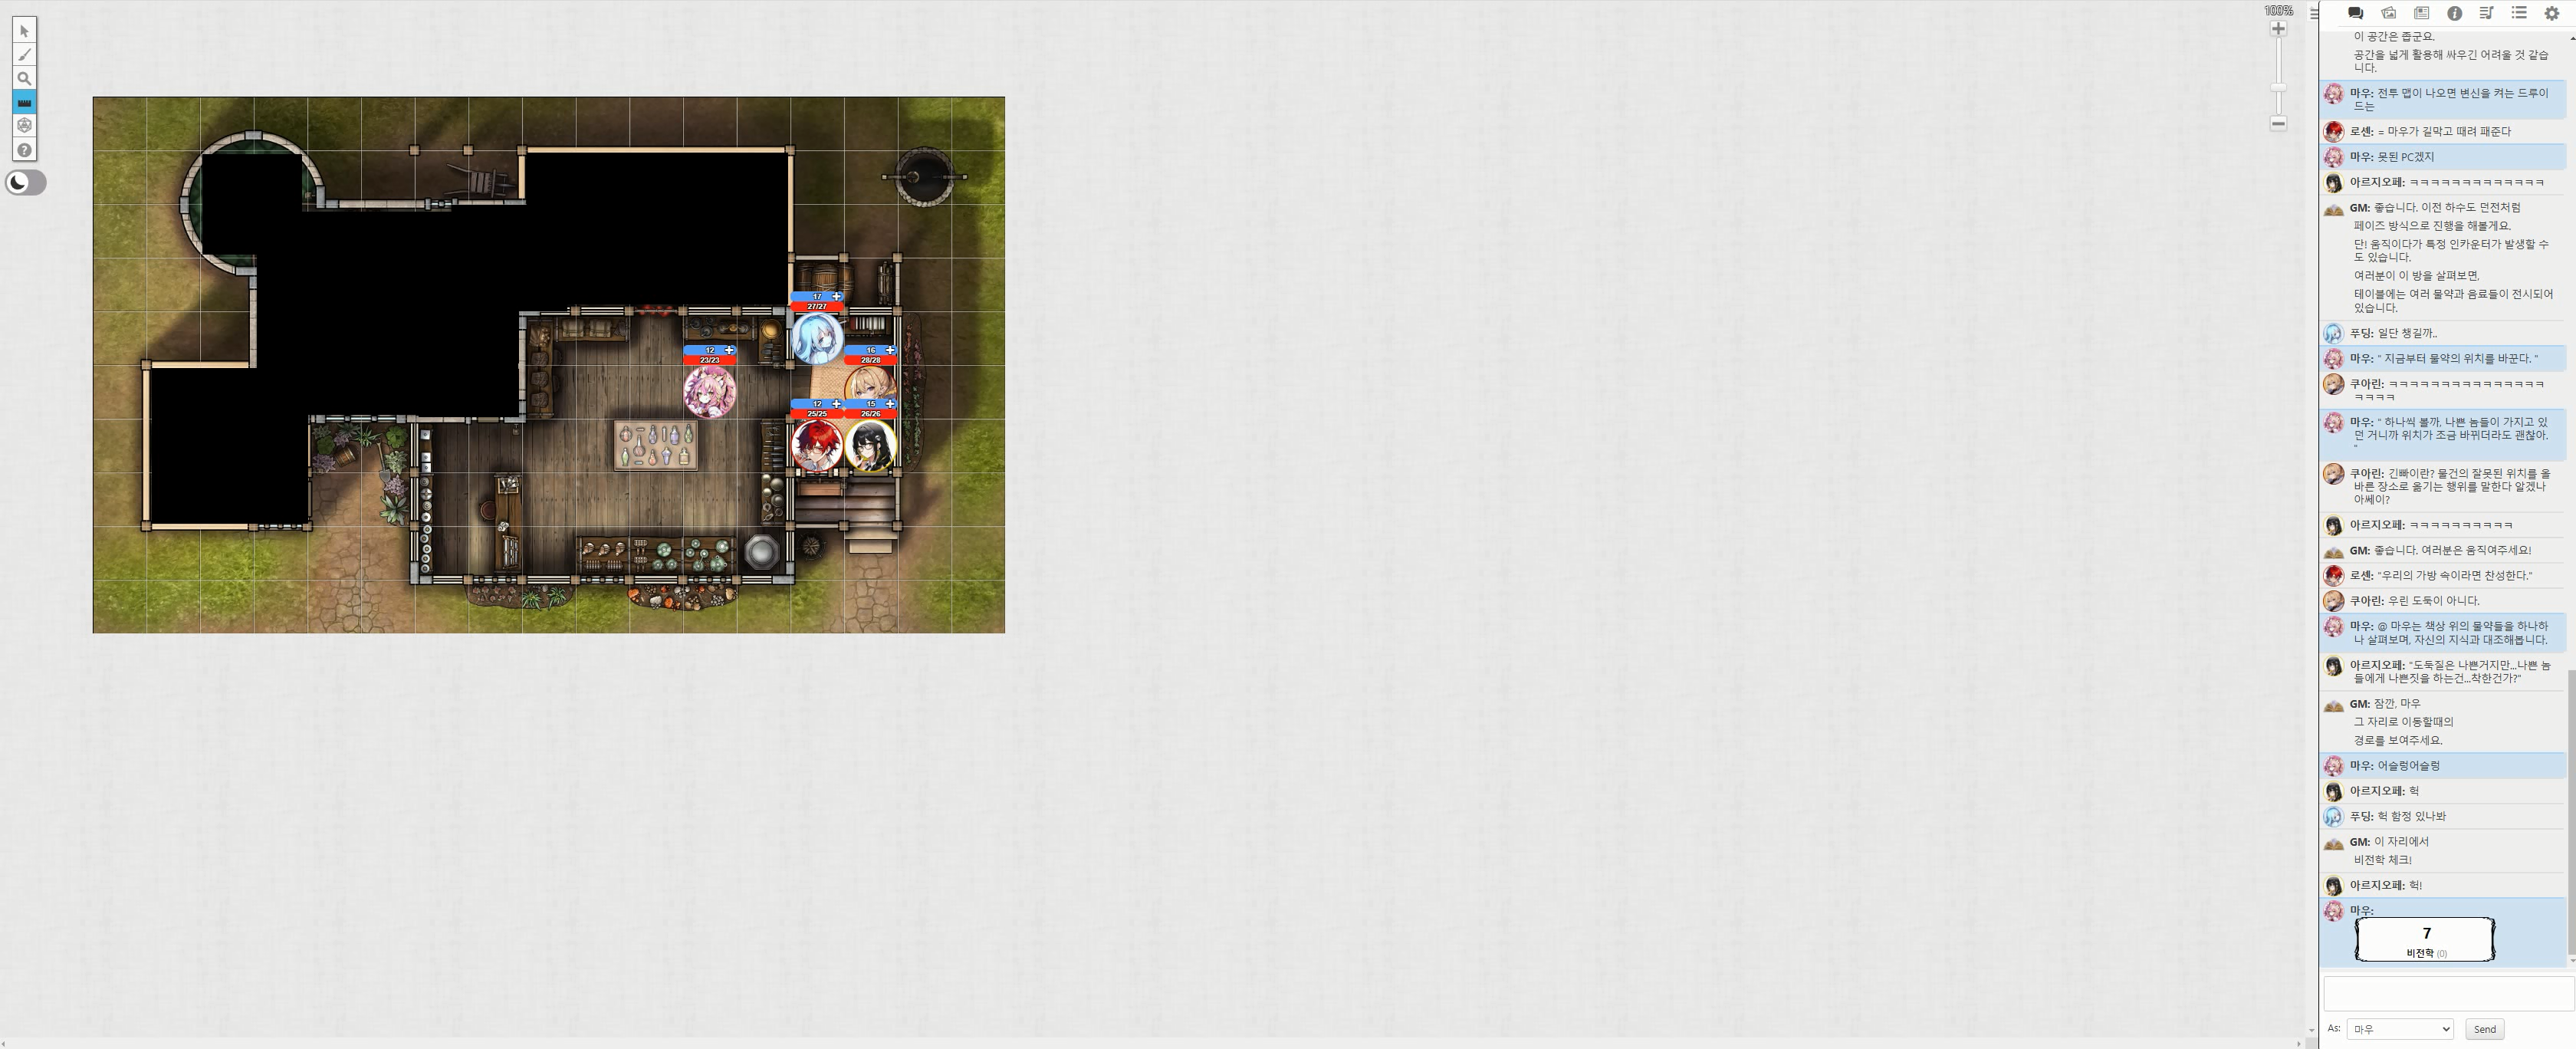 100%
17
27/27
12
23/23
16
28/28
12
25/25
15
26/26
이 공간은 좁군요.
공간을 넓게 활용해 싸우긴 어려울 것 같습
니다.
마우: 전투 맵이 나오면 변신을 켜는 드루이
드는
로센: = 마우가 길막고 때려 패준다
마우: 못된 PC겠지
아르지오페: ㅋㅋㅋㅋㅋㅋㅋㅋㅋㅋㅋㅋㅋ
GM: 좋습니다. 이전 하수도 던전처럼
페이즈 방식으로 진행을 해볼게요.
단! 움직이다가 특정 인카운터가 발생할 수
도 있습니다.
여러분이 이 방을 살펴보면,
테이블에는 여러 물약과 음료들이 전시되어
있습니다.
푸딩: 일단 챙길까..
마우: " 지금부터 물약의 위치를 바꾼다. "
쿠아린: ㅋㅋㅋㅋㅋㅋㅋㅋㅋㅋㅋㅋㅋㅋㅋ
ㅋㅋㅋㅋ
마우: " 하나씩 볼까, 나쁜 놈들이 가지고 있
던 거니까 위치가 조금 바뀌더라도 괜찮아.
"
쿠아린: 긴빠이란? 물건의 잘못된 위치를 올
바른 장소로 옮기는 행위를 말한다 알겠나
아쎄이?
아르지오페: ㅋㅋㅋㅋㅋㅋㅋㅋㅋㅋ
GM: 좋습니다. 여러분은 움직여주세요!
로센: "우리의 가방 속이라면 찬성한다."
쿠아린: 우린 도둑이 아니다.
마우: @ 마우는 책상 위의 물약들을 하나하
나 살펴보며, 자신의 지식과 대조해봅니다.
아르지오페: "도둑질은 나쁜거지만...나쁜 놈
들에게 나쁜짓을 하는건...착한건가?"
GM: 잠깐, 마우
그 자리로 이동할때의
경로를 보여주세요.
마우: 어슬렁어슬렁
아르지오페: 헉
푸딩: 헉 함정 있나봐
GM: 이 자리에서
비전학 체크!
아르지오페: 헉!
마우:
7
비전학 (0)
As: 마우 Send